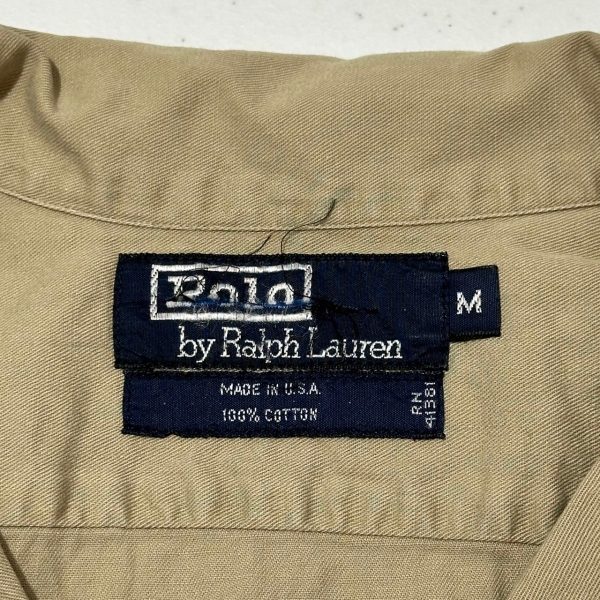 Polo
by Ralph Lauren
M
MADE IN U.S.A.
100% COTTON
RN
41381